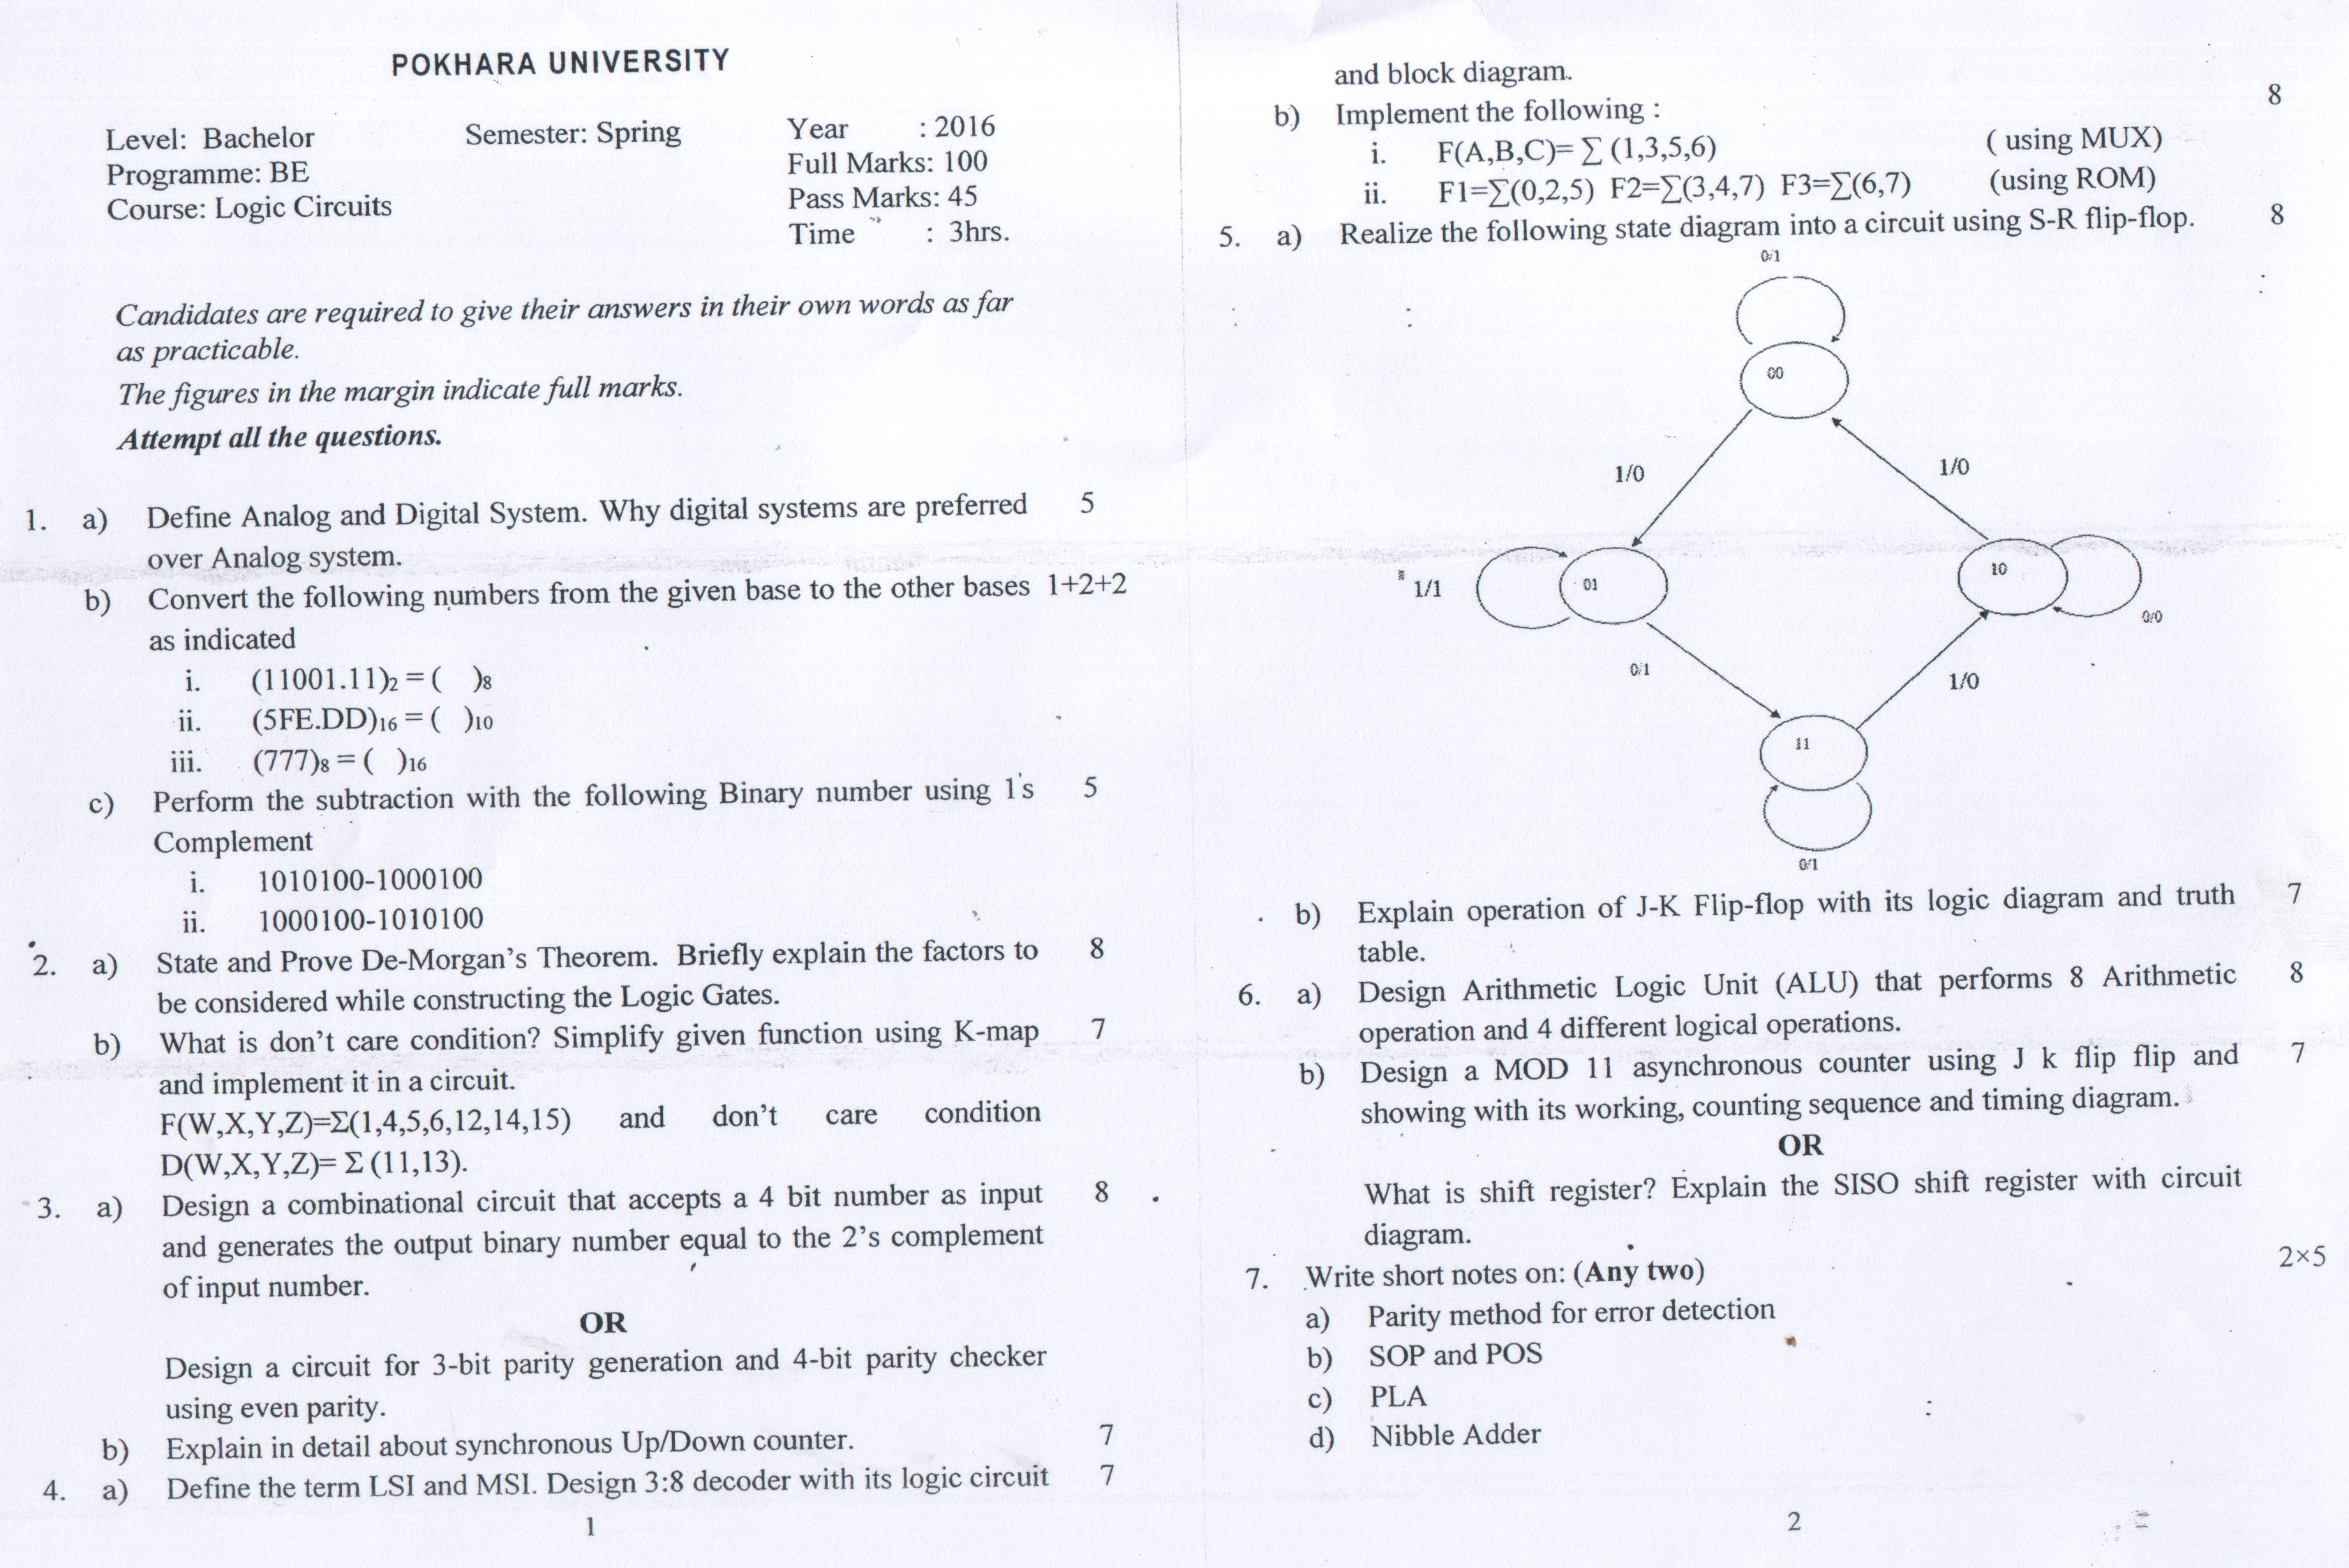 POKHARA UNIVERSITY
Level: Bachelor Semester: Spring Year : 2016
Programme: BE Full Marks: 100
Course: Logic Circuits Pass Marks: 45
Time : 3hrs.
Candidates are required to give their answers in their own words as far
as practicable.
The figures in the margin indicate full marks.
Attempt all the questions.
1. a) Define Analog and Digital System. Why digital systems are preferred 5
over Analog system.
b) Convert the following numbers from the given base to the other bases 1+2+2
as indicated
i. (11001.11)₂ = ( )₈
ii. (5FE.DD)₁₆ = ( )₁₀
iii. (777)₈ = ( )₁₆
c) Perform the subtraction with the following Binary number using 1's 5
Complement
i. 1010100-1000100
ii. 1000100-1010100
2. a) State and Prove De-Morgan's Theorem. Briefly explain the factors to 8
be considered while constructing the Logic Gates.
b) What is don't care condition? Simplify given function using K-map 7
and implement it in a circuit.
F(W,X,Y,Z)=Σ(1,4,5,6,12,14,15) and don't care condition
D(W,X,Y,Z)= Σ (11,13).
3. a) Design a combinational circuit that accepts a 4 bit number as input 8
and generates the output binary number equal to the 2's complement
of input number.
OR
Design a circuit for 3-bit parity generation and 4-bit parity checker
using even parity.
b) Explain in detail about synchronous Up/Down counter. 7
4. a) Define the term LSI and MSI. Design 3:8 decoder with its logic circuit 7
1
and block diagram.
b) Implement the following : 8
i. F(A,B,C)= ∑ (1,3,5,6) ( using MUX)
ii. F1=∑(0,2,5) F2=∑(3,4,7) F3=∑(6,7) (using ROM)
5. a) Realize the following state diagram into a circuit using S-R flip-flop. 8
0/1
00
1/0 1/0
1/1 01 10
0/0
0/1 1/0
11
0/1
b) Explain operation of J-K Flip-flop with its logic diagram and truth 7
table.
6. a) Design Arithmetic Logic Unit (ALU) that performs 8 Arithmetic 8
operation and 4 different logical operations.
b) Design a MOD 11 asynchronous counter using J k flip flip and 7
showing with its working, counting sequence and timing diagram.
OR
What is shift register? Explain the SISO shift register with circuit
diagram.
7. Write short notes on: (Any two) 2×5
a) Parity method for error detection
b) SOP and POS
c) PLA
d) Nibble Adder
2